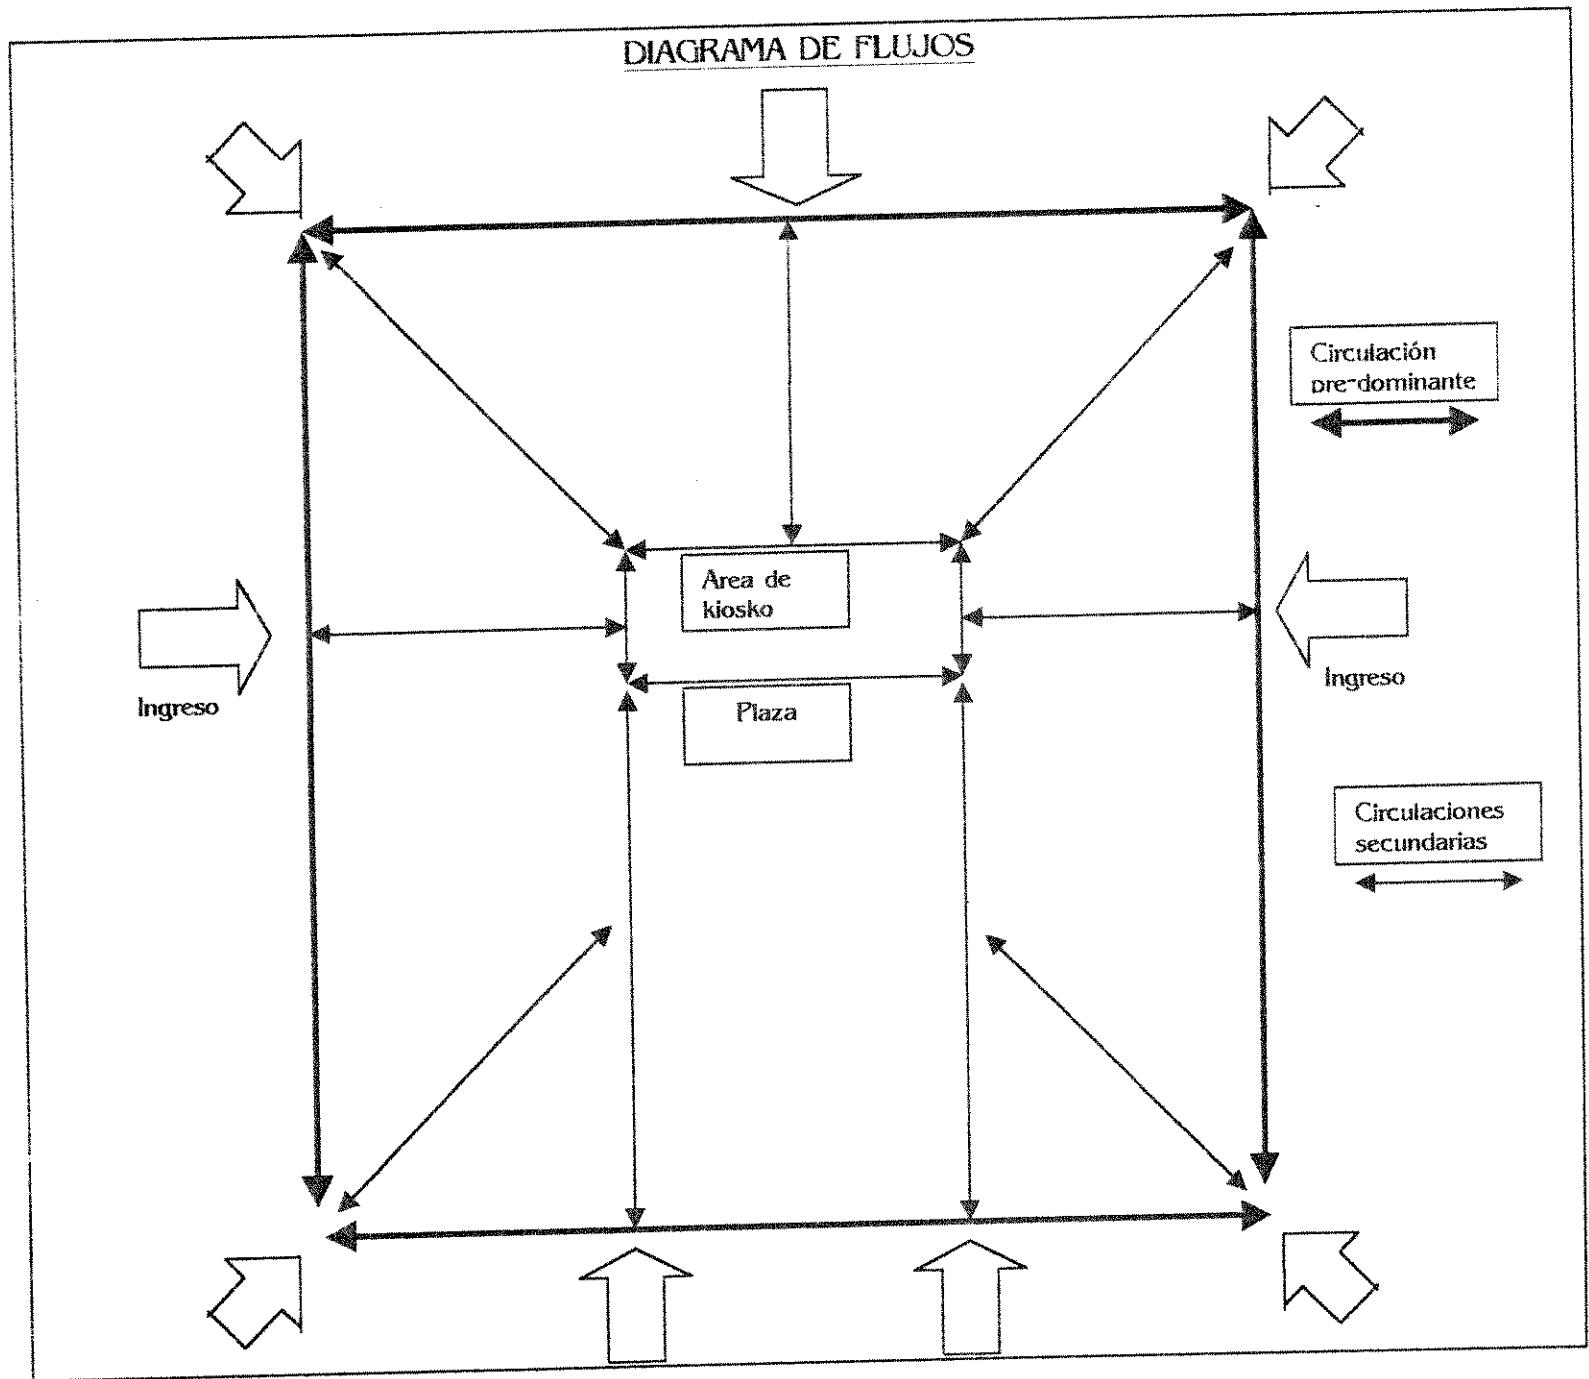 DIAGRAMA DE FLUJOS
Circulación
pre-dominante
Area de
kiosko
Ingreso
Ingreso
Plaza
Circulaciones
secundarias